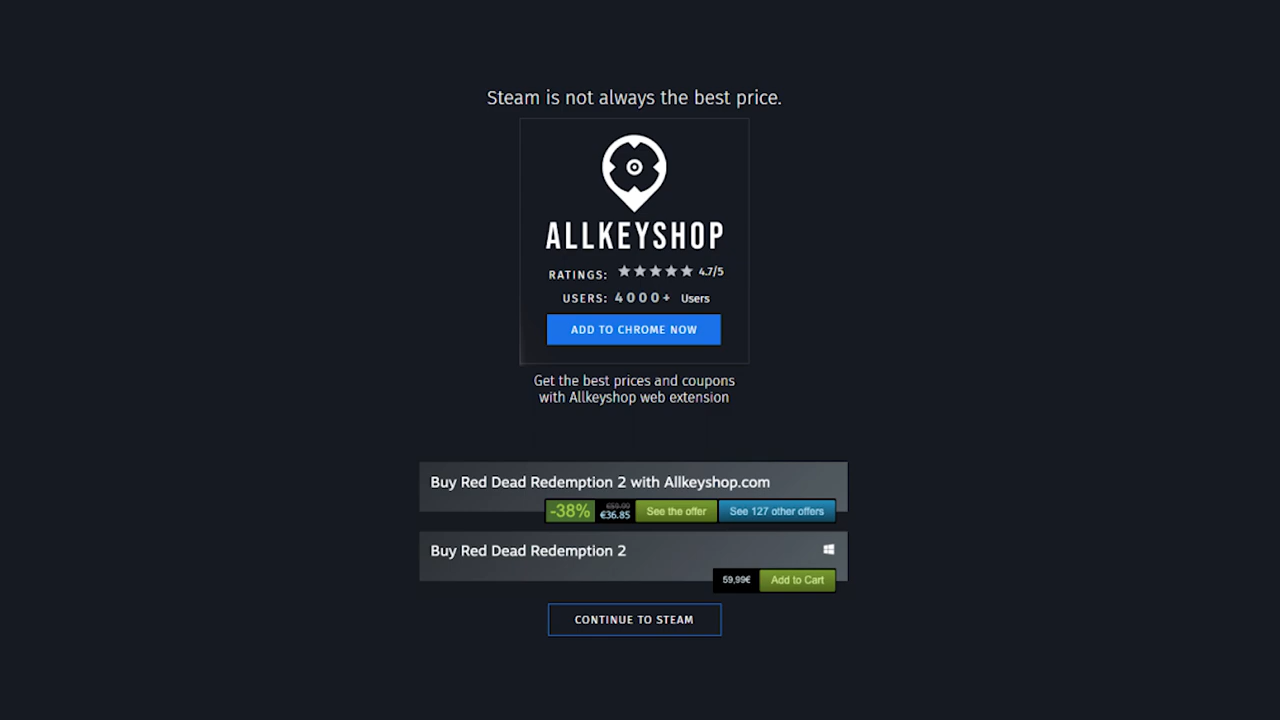 Steam is not always the best price.
ALLKEYSHOP
RATINGS: 4.7/5
USERS: 4000+ Users
ADD TO CHROME NOW
Get the best prices and coupons
with Allkeyshop web extension
Buy Red Dead Redemption 2 with Allkeyshop.com
-38% €59.99 €36.85 See the offer See 127 other offers
Buy Red Dead Redemption 2
59,99€ Add to Cart
CONTINUE TO STEAM